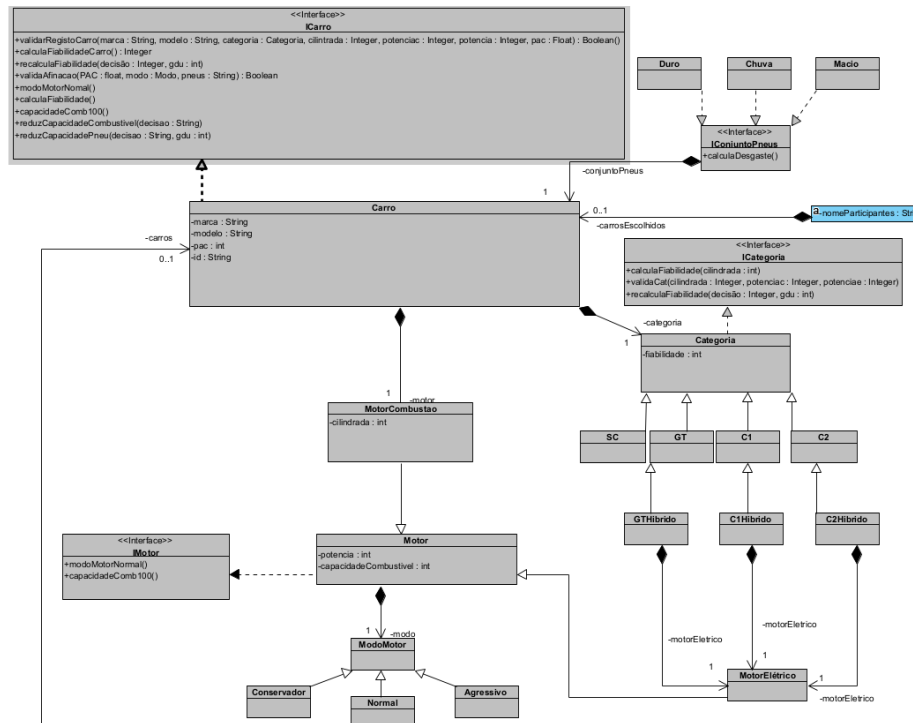 <<Interface>>
ICarro
+validarRegistoCarro(marca : String, modelo : String, categoria : Categoria, cilintrada : Integer, potenciac : Integer, potencia : Integer, pac : Float) : Boolean()
+calculaFiabilidadeCarro() : Integer
+recalculaFiabilidade(decisão : Integer, gdu : int)
+validaAfinacao(PAC : float, modo : Modo, pneus : String) : Boolean
+modoMotorNomal()
+calculaFiabilidade()
+capacidadeComb100()
+reduzCapacidadeCombustivel(decisao : String)
+reduzCapacidadePneu(decisao : String, gdu : int)
Duro
Chuva
Macio
<<Interface>>
IConjuntoPneus
+calculaDesgaste()
-conjuntoPneus
1
Carro
-marca : String
-modelo : String
-pac : int
-id : String
0..1
-carrosEscolhidos
a
-nomeParticipantes : Str
-carros
0..1
<<Interface>>
ICategoria
+calculaFiabilidade(cilindrada : int)
+validaCat(cilindrada : Integer, potenciac : Integer, potenciae : Integer)
+recalculaFiabilidade(decisão : Integer, gdu : int)
-categoria
1
Categoria
-fiabilidade : int
1
-motor
MotorCombustao
-cilindrada : int
SC
GT
C1
C2
GTHibrido
C1Hibrido
C2Hibrido
<<Interface>>
IMotor
+modoMotorNormal()
+capacidadeComb100()
Motor
-potencia : int
-capacidadeCombustivel : int
-motorEletrico
-motorEletrico
1
-modo
ModoMotor
1
1
1
MotorElétrico
-motorEletrico
Conservador
Normal
Agressivo